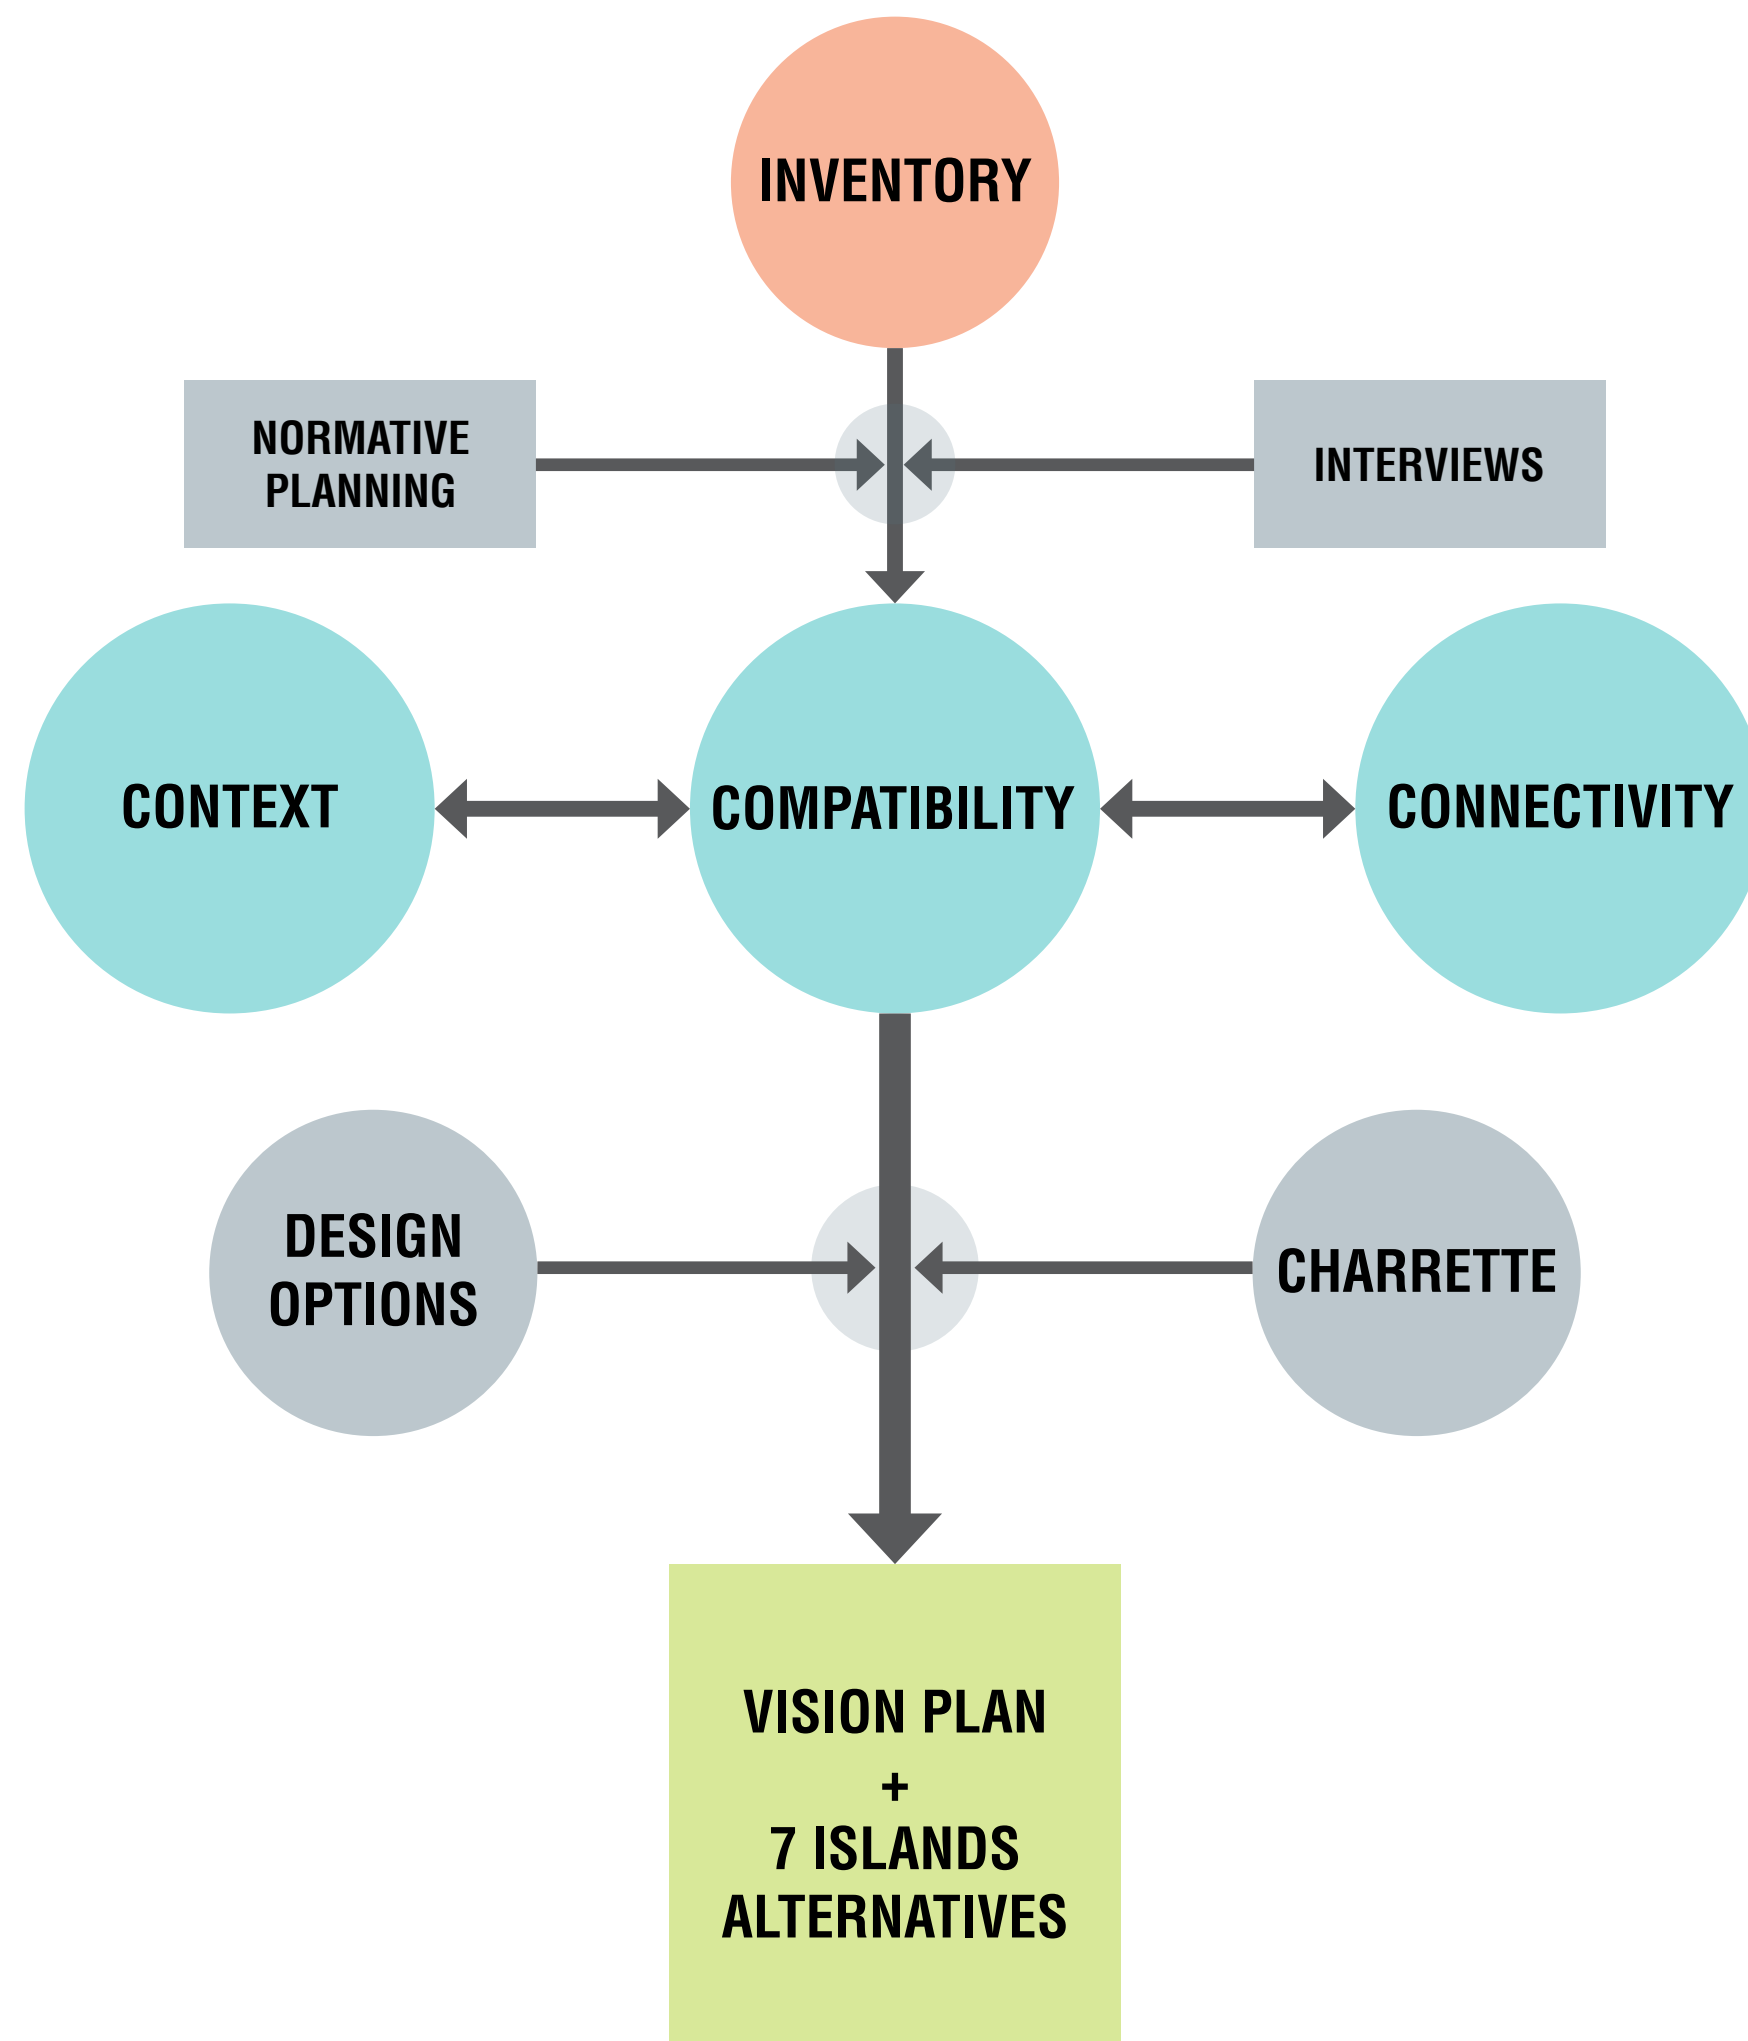 INVENTORY
NORMATIVE
PLANNING
INTERVIEWS
CONTEXT
COMPATIBILITY
CONNECTIVITY
DESIGN
OPTIONS
CHARRETTE
VISION PLAN
+
7 ISLANDS
ALTERNATIVES